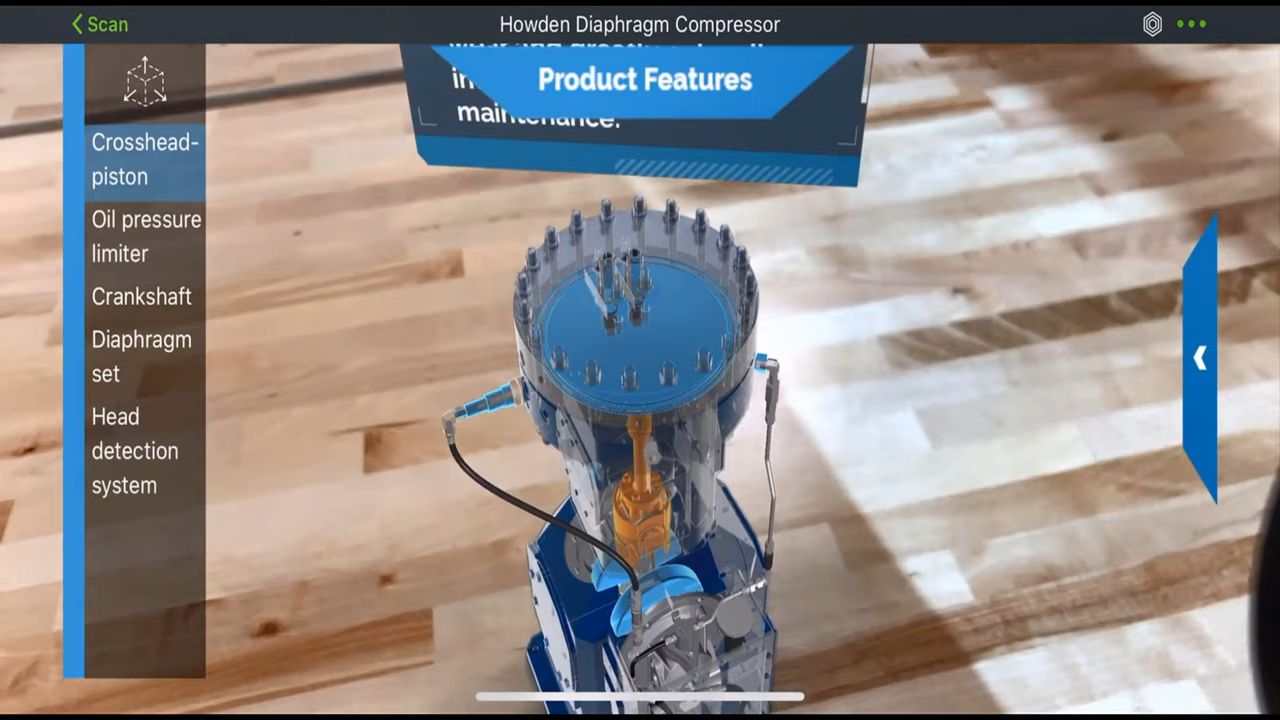 Scan
Howden Diaphragm Compressor
Product Features
maintenance.
Crosshead-
piston
Oil pressure
limiter
Crankshaft
Diaphragm
set
Head
detection
system